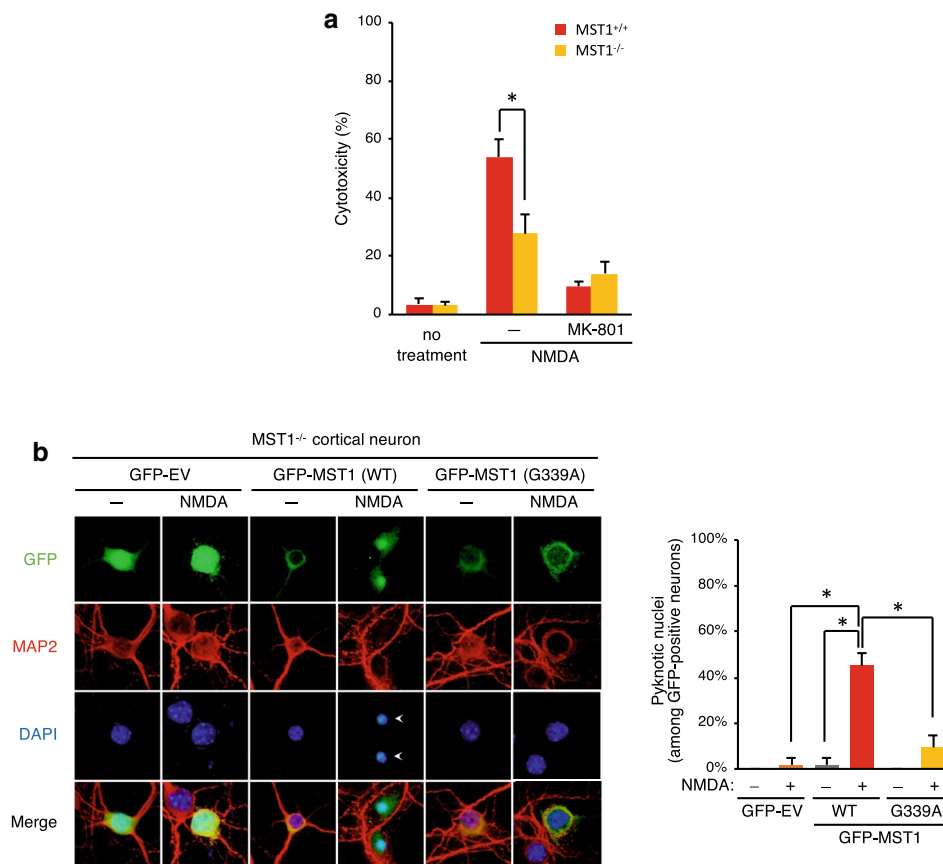 a
100
80
60
40
20
0
Cytotoxicity (%)
MST1+/+
MST1-/-
*
no treatment
–
MK-801
NMDA
b
MST1-/- cortical neuron
GFP-EV
GFP-MST1 (WT)
GFP-MST1 (G339A)
– NMDA – NMDA – NMDA
GFP
MAP2
DAPI
Merge
Pyknotic nuclei
(among GFP-positive neurons)
100%
80%
60%
40%
20%
0%
* * *
NMDA: – + – + – +
GFP-EV WT G339A
GFP-MST1